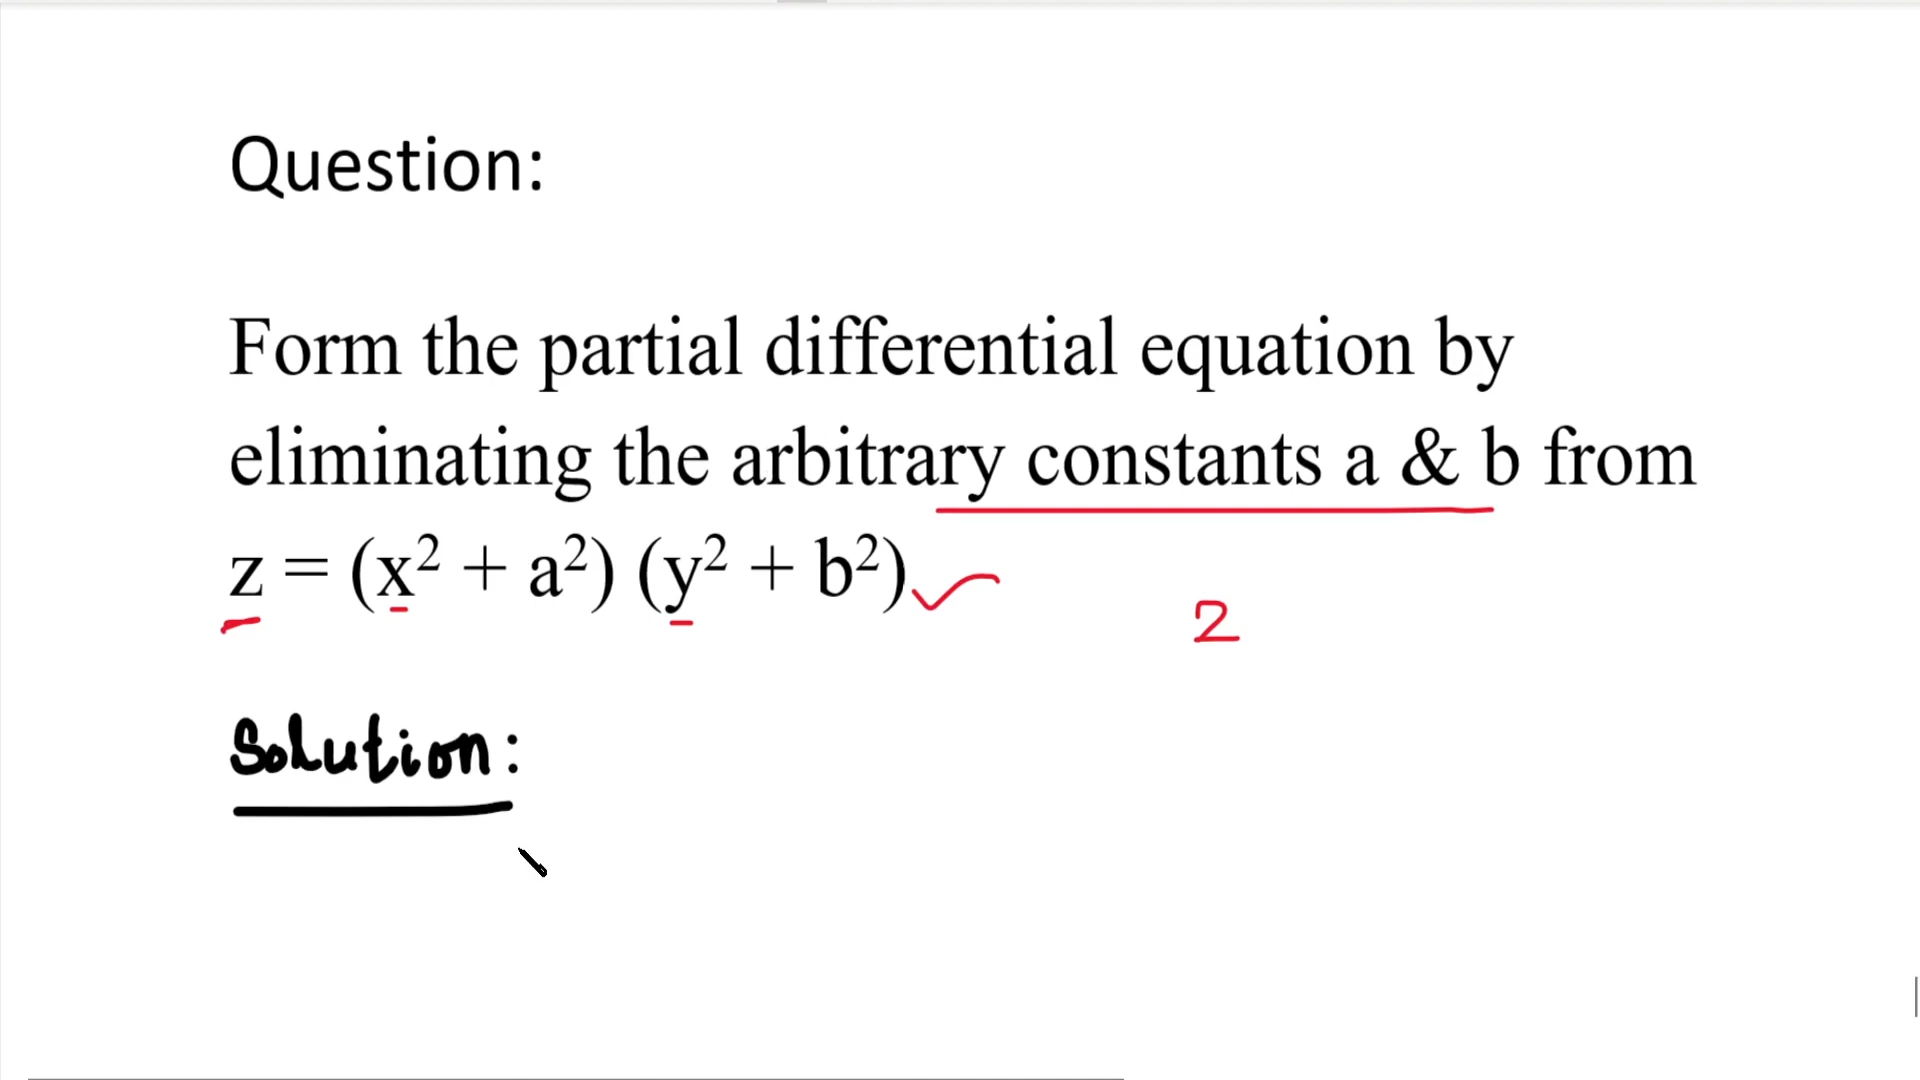 Question:
Form the partial differential equation by
eliminating the arbitrary constants a & b from
z = (x² + a²) (y² + b²)
2
Solution: